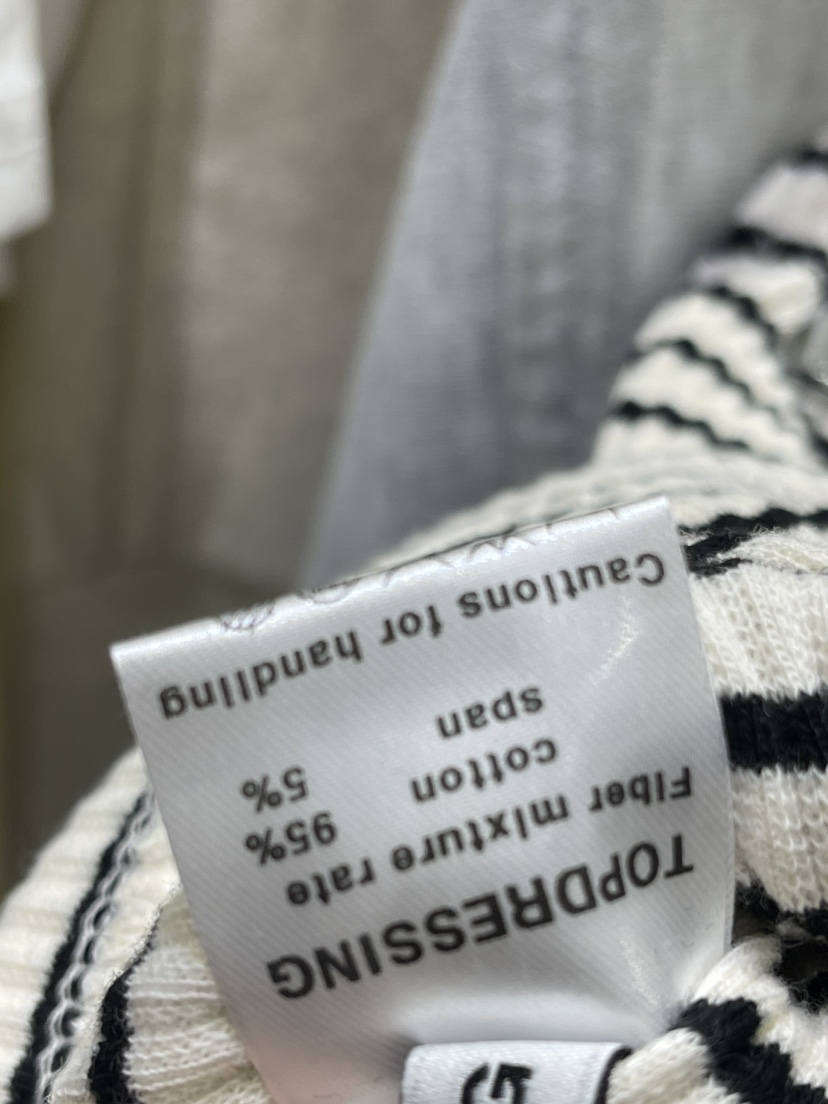 TOPDRESSING
Fiber mixture rate
cotton 95%
span 5%
Cautions for handling